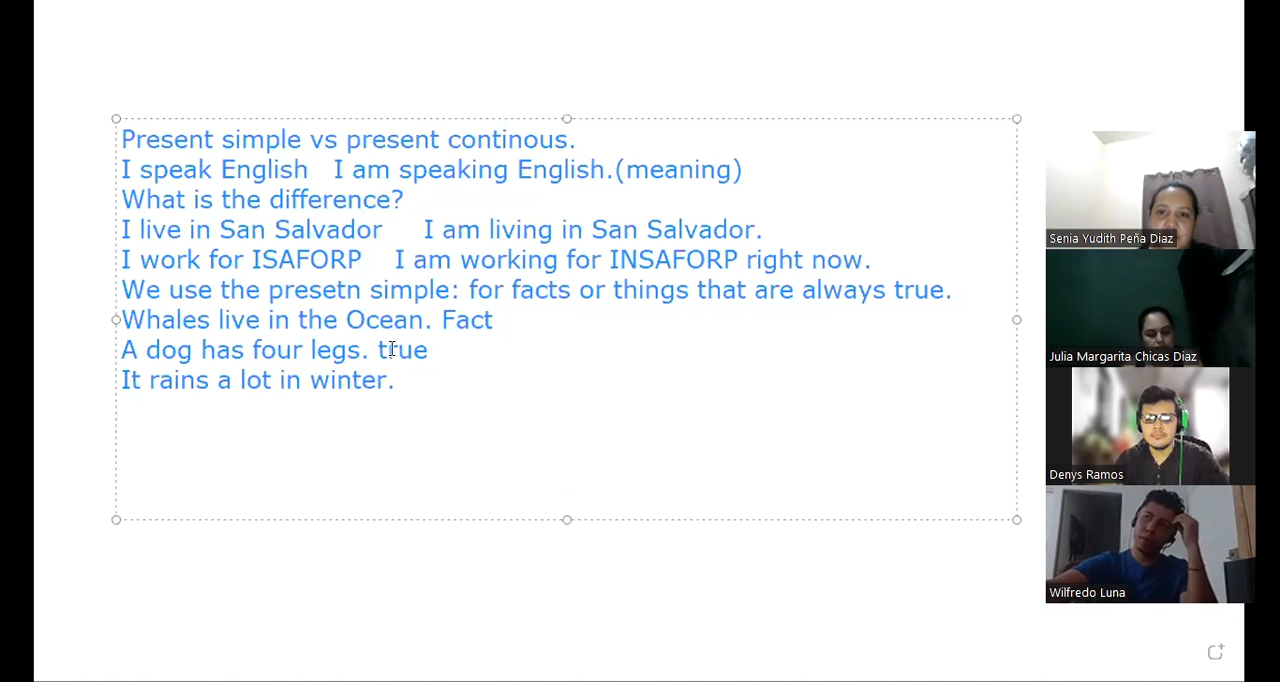 Present simple vs present continous.
I speak English   I am speaking English.(meaning)
What is the difference?
I live in San Salvador     I am living in San Salvador.
I work for ISAFORP    I am working for INSAFORP right now.
We use the presetn simple: for facts or things that are always true.
Whales live in the Ocean. Fact
A dog has four legs. true
It rains a lot in winter.
Senia Yudith Peña Diaz
Julia Margarita Chicas Diaz
Denys Ramos
Wilfredo Luna